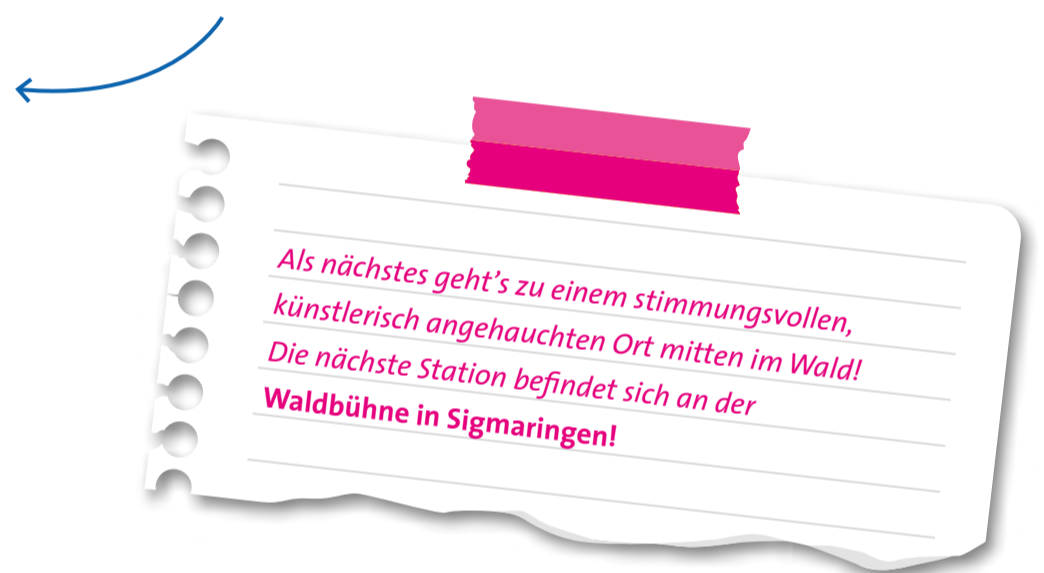 Als nächstes geht’s zu einem stimmungsvollen,
künstlerisch angehauchten Ort mitten im Wald!
Die nächste Station befindet sich an der
Waldbühne in Sigmaringen!